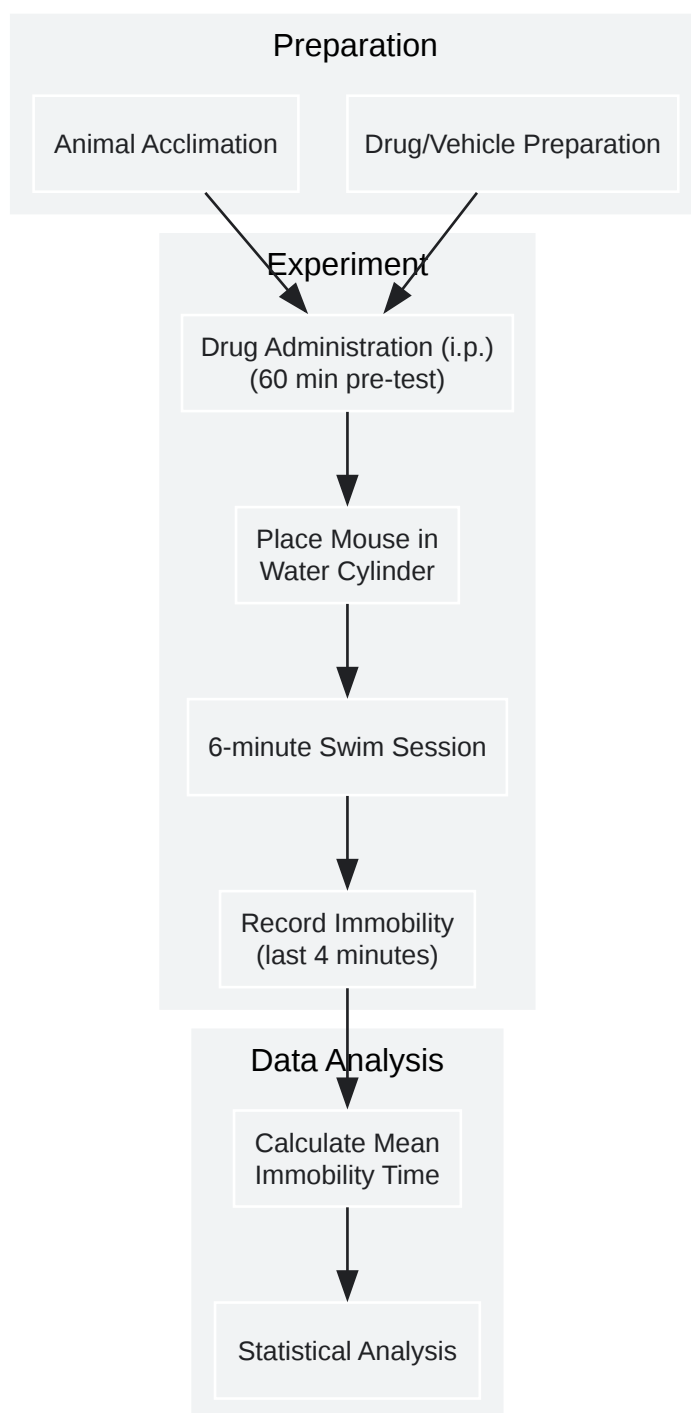 Preparation
Animal Acclimation
Drug/Vehicle Preparation
Experiment
Drug Administration (i.p.)
(60 min pre-test)
Place Mouse in
Water Cylinder
6-minute Swim Session
Record Immobility
(last 4 minutes)
Data Analysis
Calculate Mean
Immobility Time
Statistical Analysis